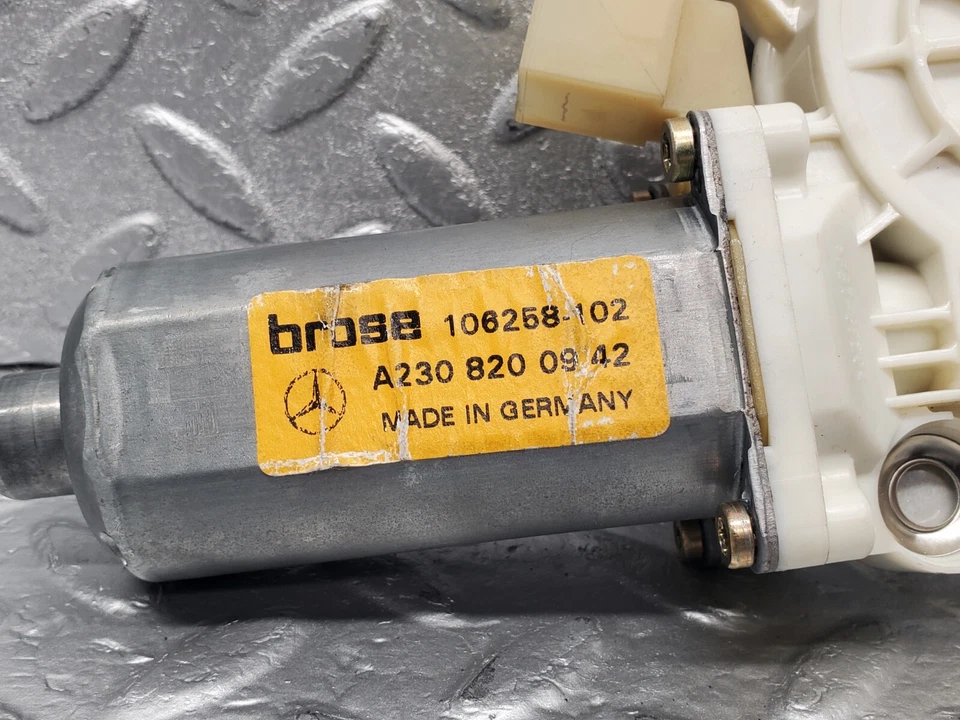 brose 106258-102
A230 820 09 42
MADE IN GERMANY